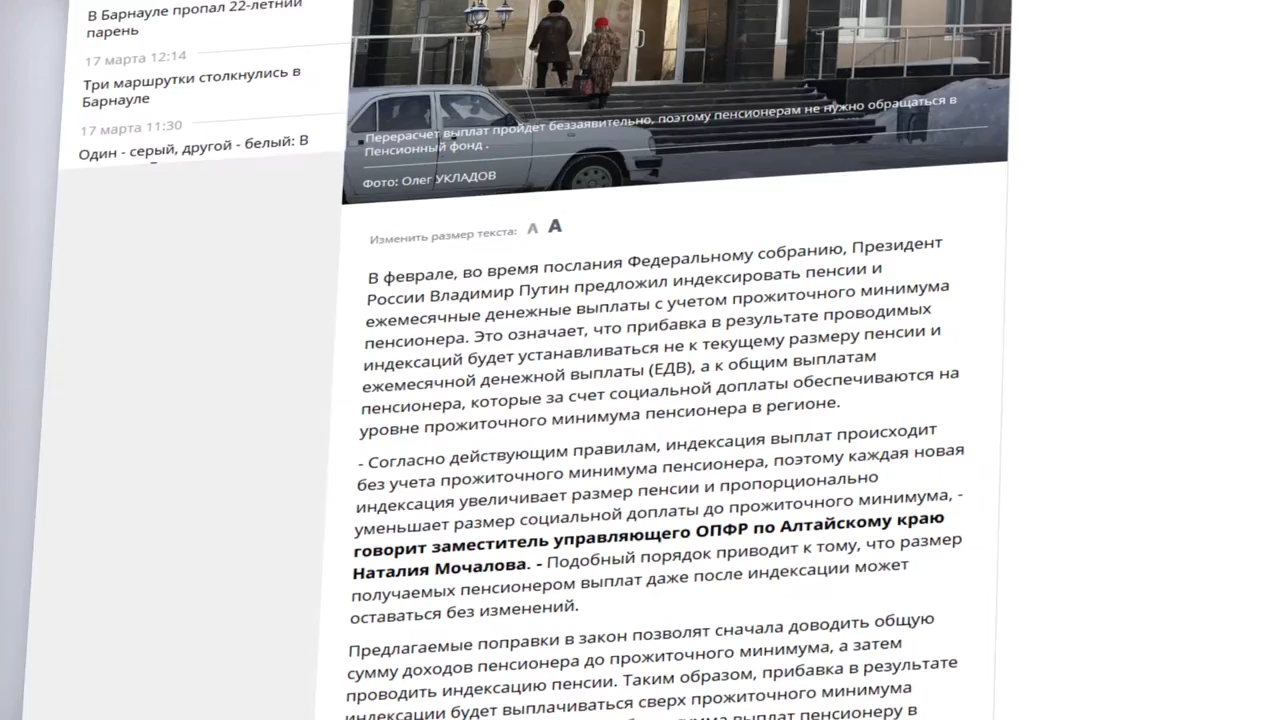 В Барнауле пропал 22-летний
парень
17 марта 12:14
Три маршрутки столкнулись в
Барнауле
17 марта 11:30
Один - серый, другой - белый: В
Перерасчет выплат пройдет беззаявительно, поэтому пенсионерам не нужно обращаться в
Пенсионный фонд .
Фото: Олег УКЛАДОВ
Изменить размер текста: A A
В феврале, во время послания Федеральному собранию, Президент
России Владимир Путин предложил индексировать пенсии и
ежемесячные денежные выплаты с учетом прожиточного минимума
пенсионера. Это означает, что прибавка в результате проводимых
индексаций будет устанавливаться не к текущему размеру пенсии и
ежемесячной денежной выплаты (ЕДВ), а к общим выплатам
пенсионера, которые за счет социальной доплаты обеспечиваются на
уровне прожиточного минимума пенсионера в регионе.
- Согласно действующим правилам, индексация выплат происходит
без учета прожиточного минимума пенсионера, поэтому каждая новая
индексация увеличивает размер пенсии и пропорционально
уменьшает размер социальной доплаты до прожиточного минимума, -
говорит заместитель управляющего ОПФР по Алтайскому краю
Наталия Мочалова. - Подобный порядок приводит к тому, что размер
получаемых пенсионером выплат даже после индексации может
оставаться без изменений.
Предлагаемые поправки в закон позволят сначала доводить общую
сумму доходов пенсионера до прожиточного минимума, а затем
проводить индексацию пенсии. Таким образом, прибавка в результате
индексации будет выплачиваться сверх прожиточного минимума
выплат пенсионеру в